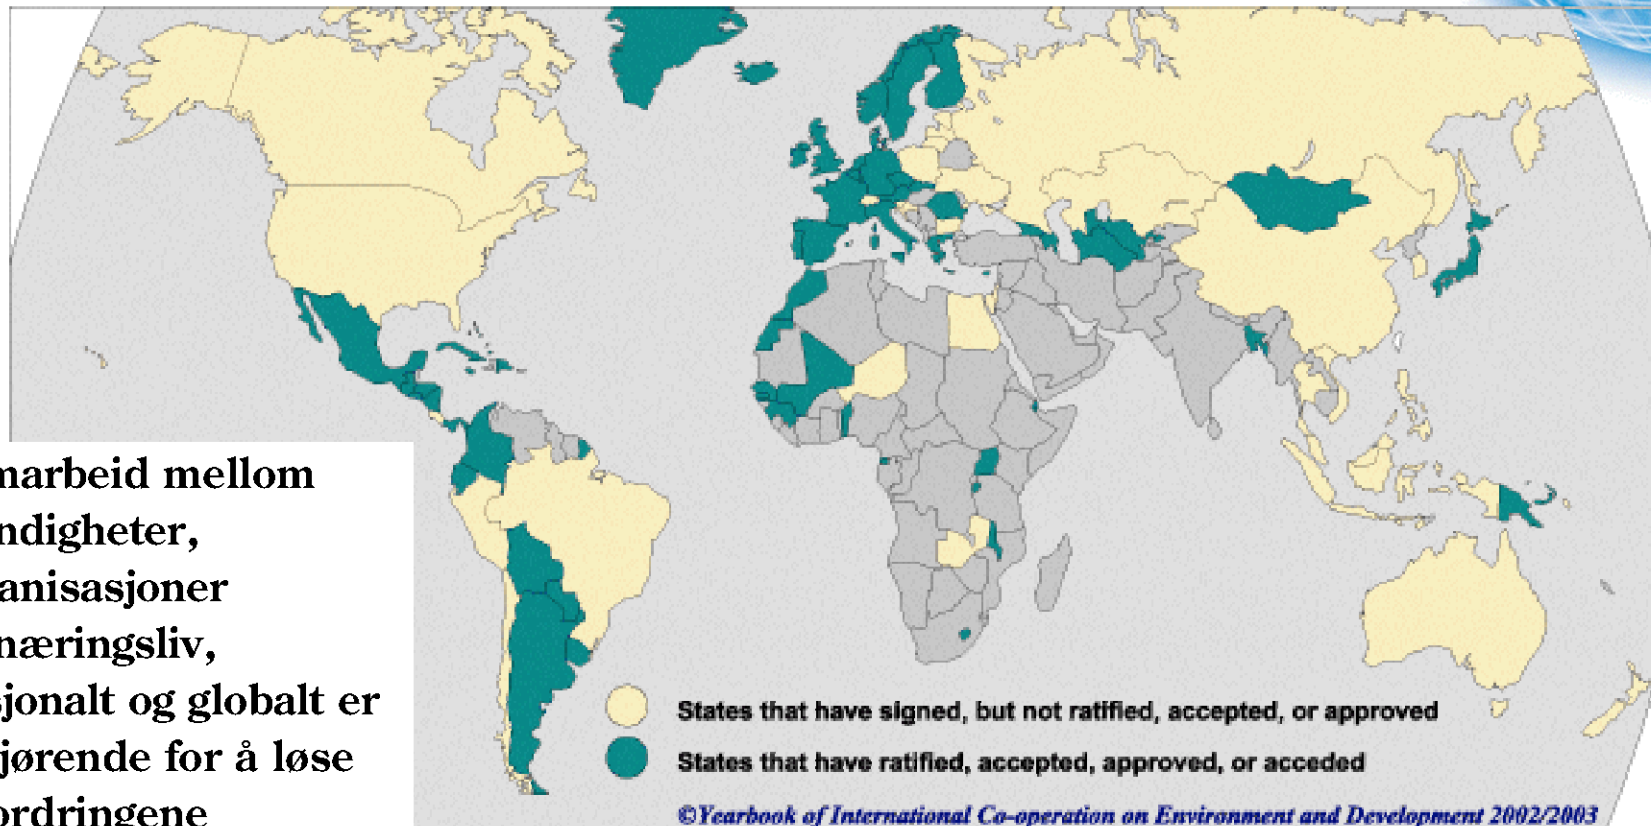 marbeid mellom
ndigheter,
anisasjoner
næringsliv,
sjonalt og globalt er
jørende for å løse
ordringene
States that have signed, but not ratified, accepted, or approved
States that have ratified, accepted, approved, or acceded
©Yearbook of International Co-operation on Environment and Development 2002/2003